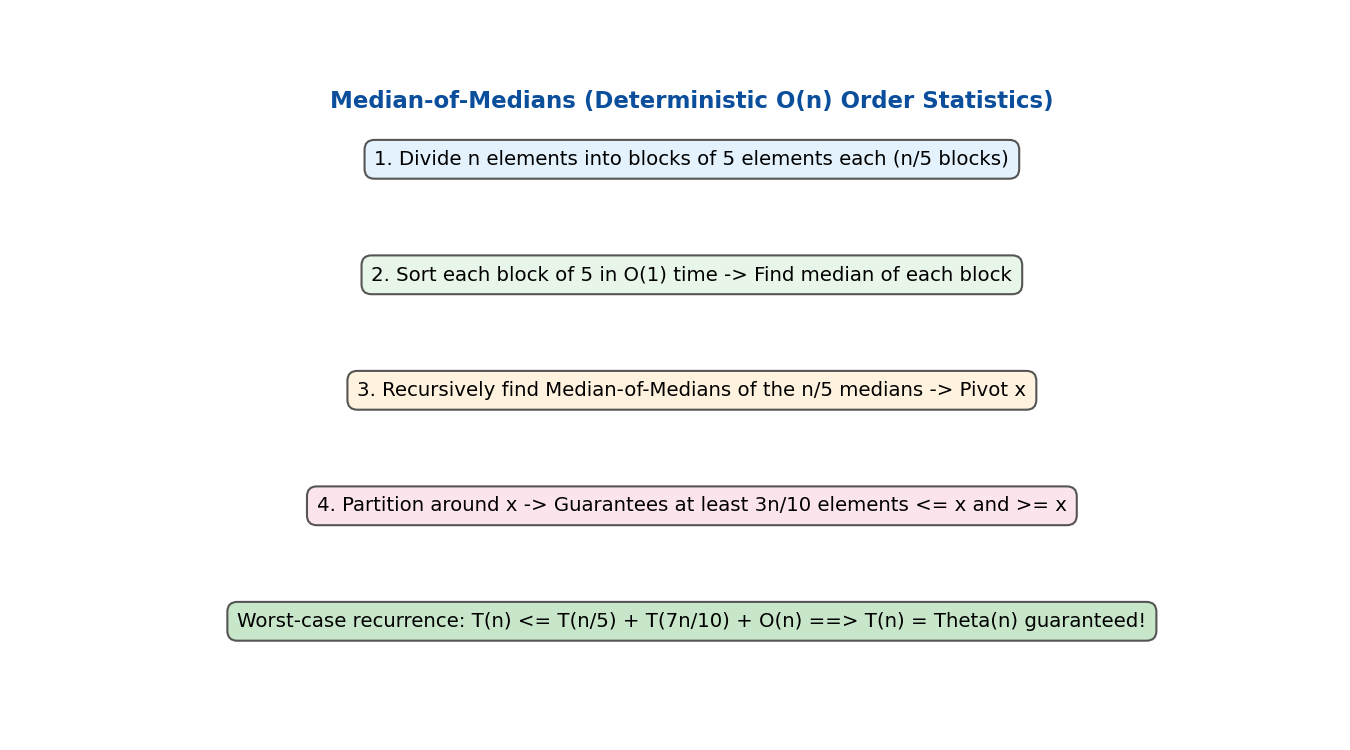 Median-of-Medians (Deterministic O(n) Order Statistics)
1. Divide n elements into blocks of 5 elements each (n/5 blocks)
2. Sort each block of 5 in O(1) time -> Find median of each block
3. Recursively find Median-of-Medians of the n/5 medians -> Pivot x
4. Partition around x -> Guarantees at least 3n/10 elements <= x and >= x
Worst-case recurrence: T(n) <= T(n/5) + T(7n/10) + O(n) ==> T(n) = Theta(n) guaranteed!